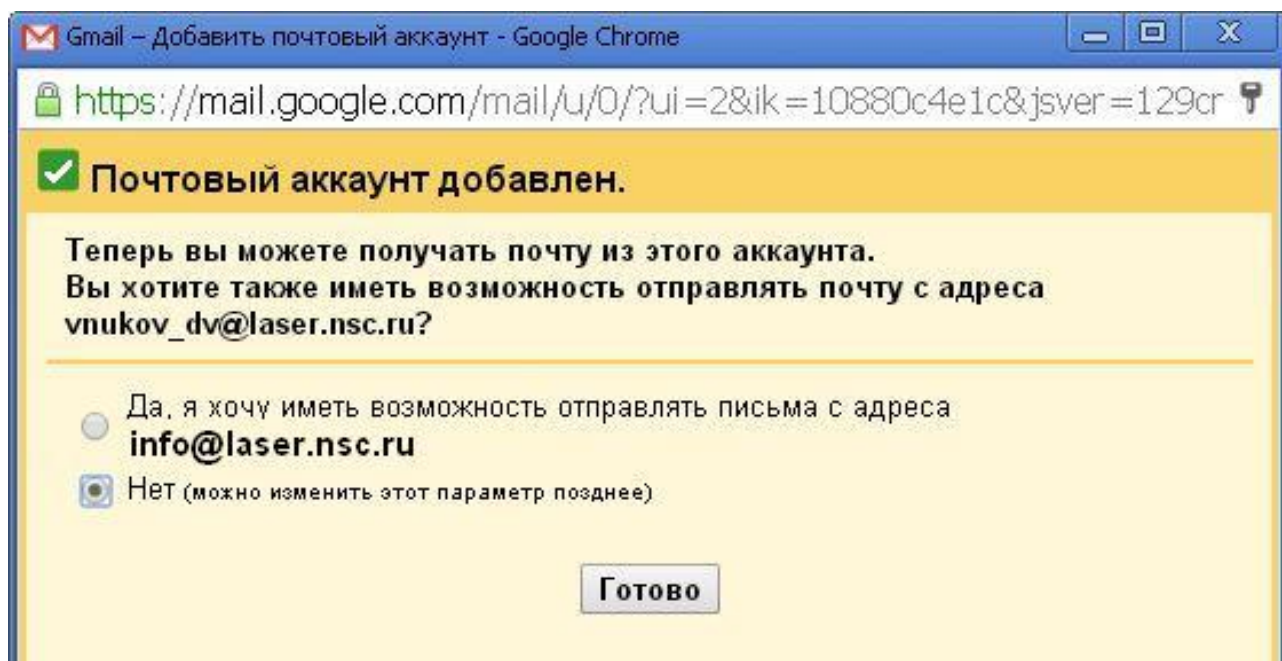 Gmail – Добавить почтовый аккаунт - Google Chrome
https://mail.google.com/mail/u/0/?ui=2&ik=10880c4e1c&jsver=129cr
Почтовый аккаунт добавлен.
Теперь вы можете получать почту из этого аккаунта.
Вы хотите также иметь возможность отправлять почту с адреса
vnukov_dv@laser.nsc.ru?
Да, я хочу иметь возможность отправлять письма с адреса
info@laser.nsc.ru
Нет (можно изменить этот параметр позднее)
Готово